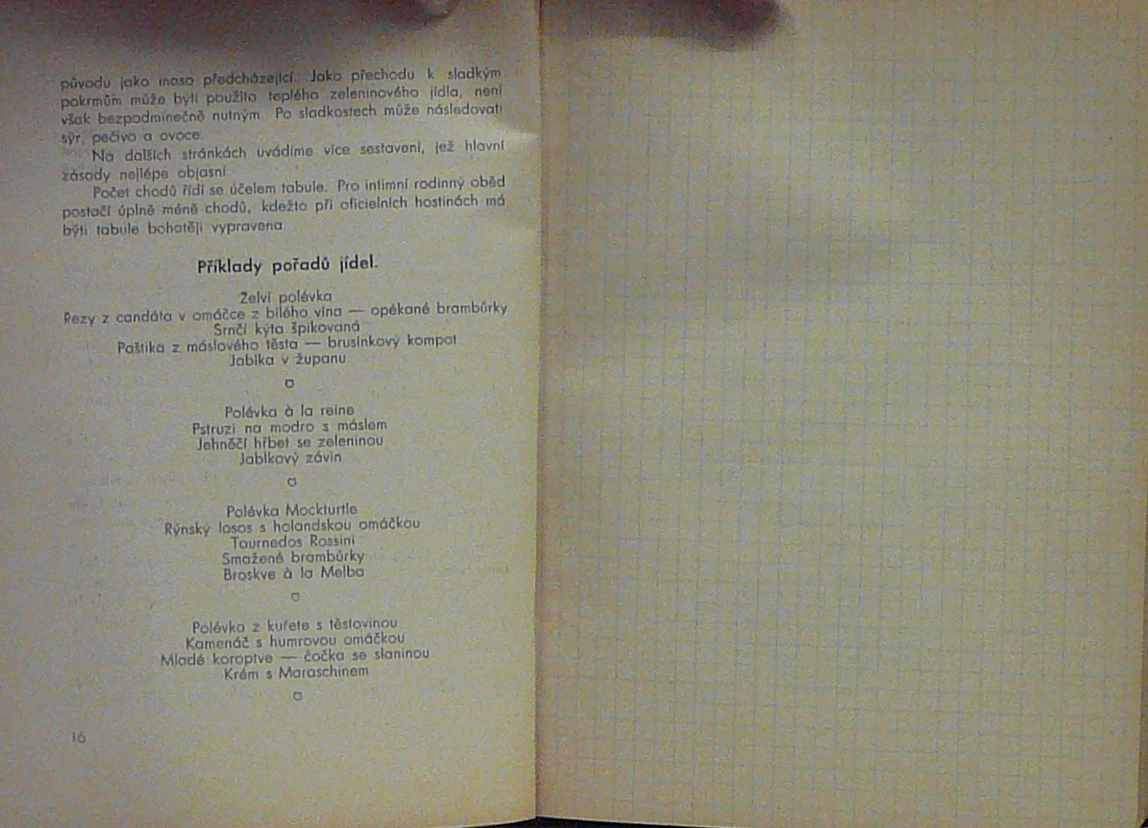 původu jako maso předcházející. Jako přechodu k sladkým
pokrmům může býti použito teplého zeleninového jídla, není
však bezpodmínečně nutným. Po sladkostech může následovati
sýr, pečivo a ovoce.
Na dalších stránkách uvádíme více sestavení, jež hlavní
zásady nejlépe objasní.
Počet chodů řídí se účelem tabule. Pro intimní rodinný oběd
postačí úplně méně chodů, kdežto při oficielních hostinách má
býti tabule bohatěji vypravena.
Příklady pořadů jídel.
Želví polévka
Řezy z candáta v omáčce z bílého vína — opékané brambůrky
Srnčí kýta špikovaná
Paštika z máslového těsta — brusinkový kompot
Jablka v županu
Polévka à la reine
Pstruzi na modro s máslem
Jehněčí hřbet se zeleninou
Jablkový závin
Polévka Mockturtle
Rýnský losos s holandskou omáčkou
Tournedos Rossini
Smažené brambůrky
Broskve à la Melba
Polévka z kuřete s těstovinou
Kamenáč s humrovou omáčkou
Mladé koroptve — čočka se slaninou
Krém s Maraschinem
16